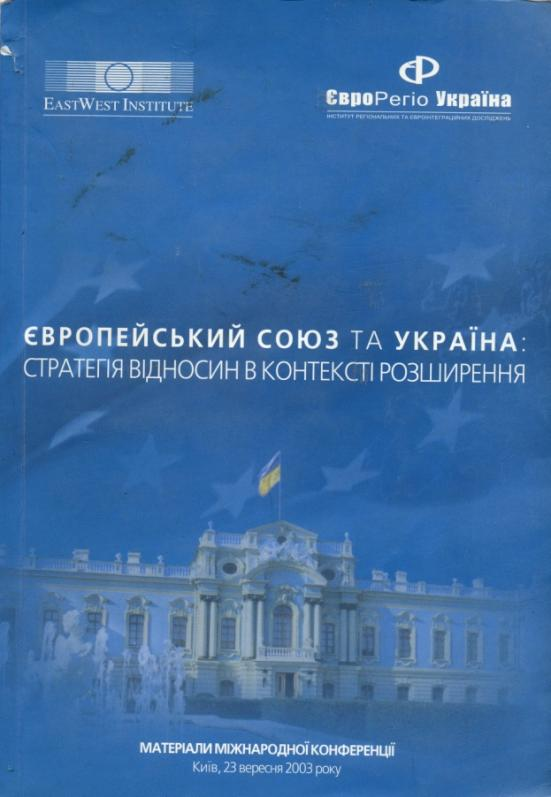 EASTWEST INSTITUTE
ЄвроРегіо Україна
ІНСТИТУТ РЕГІОНАЛЬНИХ ТА ЄВРОІНТЕГРАЦІЙНИХ ДОСЛІДЖЕНЬ
ЄВРОПЕЙСЬКИЙ СОЮЗ ТА УКРАЇНА:
СТРАТЕГІЯ ВІДНОСИН В КОНТЕКСТІ РОЗШИРЕННЯ
МАТЕРІАЛИ МІЖНАРОДНОЇ КОНФЕРЕНЦІЇ
Київ, 23 вересня 2003 року